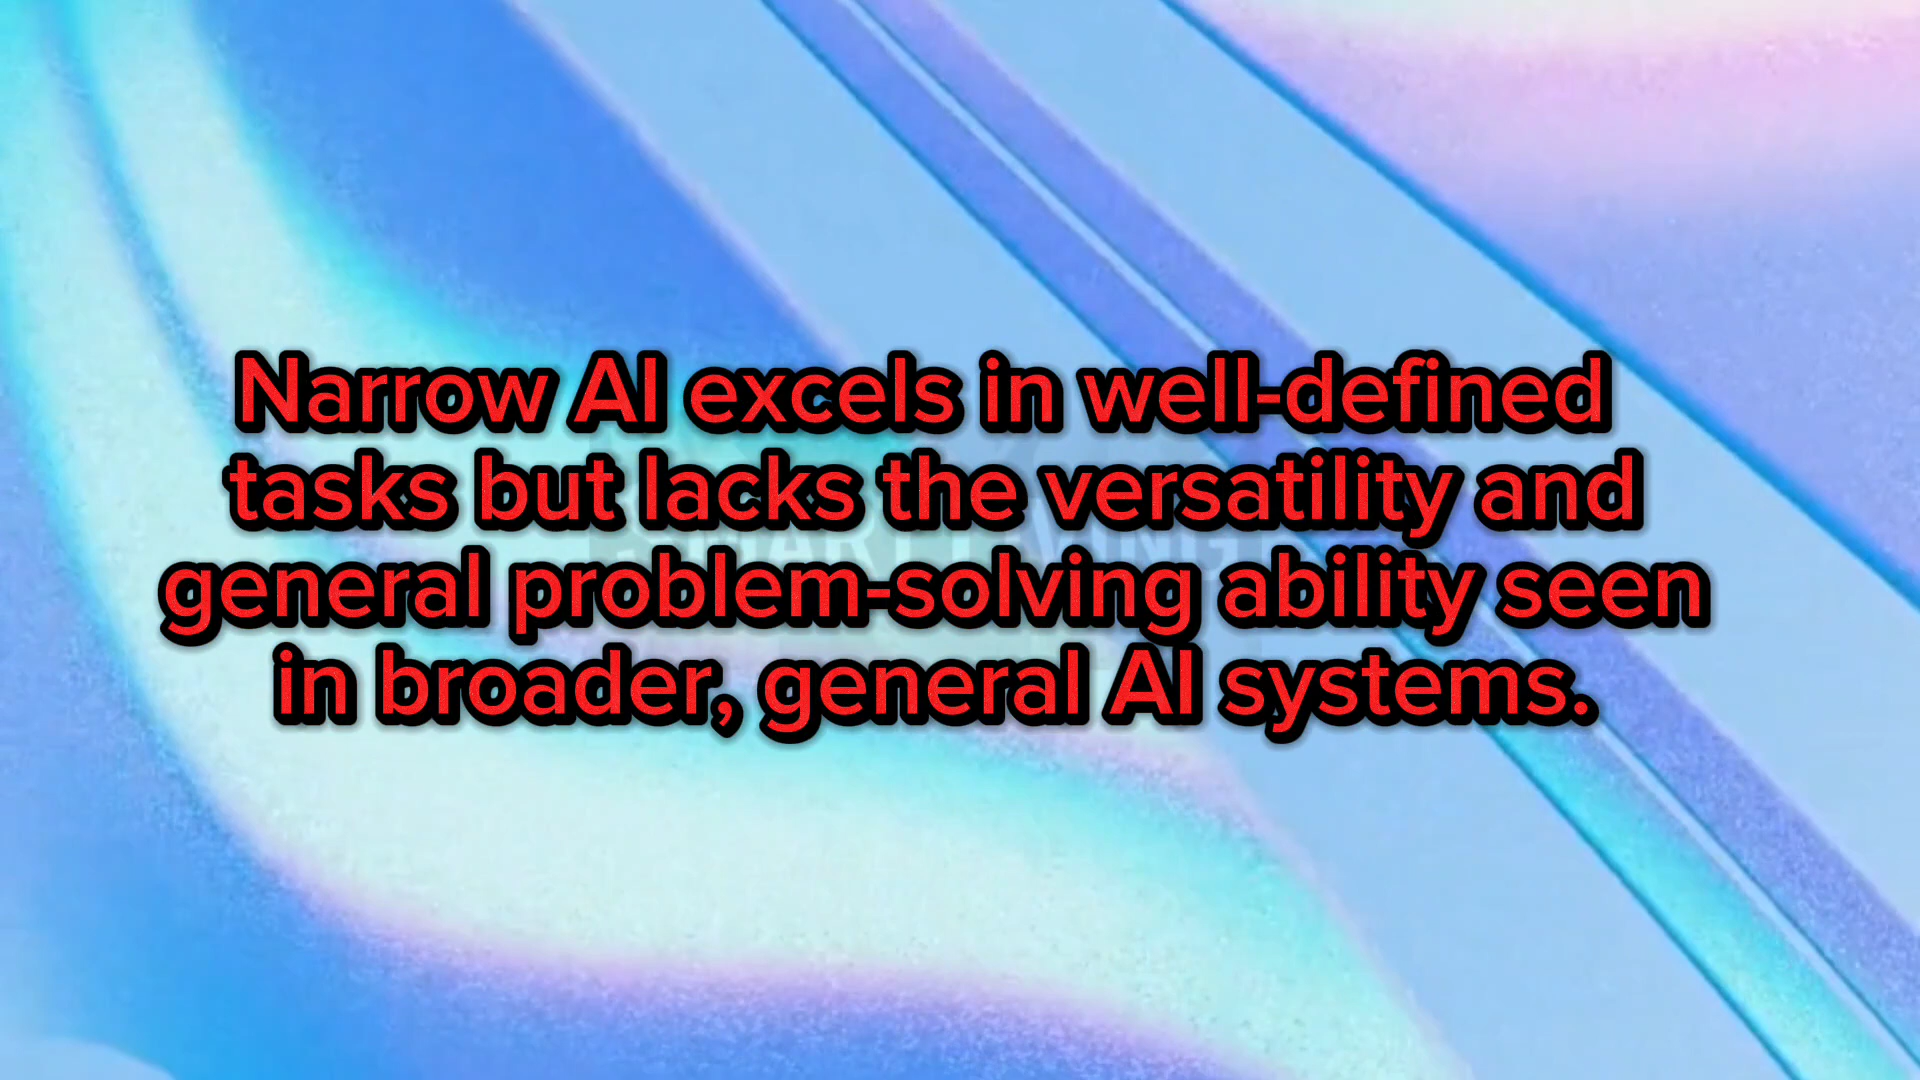 Narrow AI excels in well-defined
tasks but lacks the versatility and
general problem-solving ability seen
in broader, general AI systems.